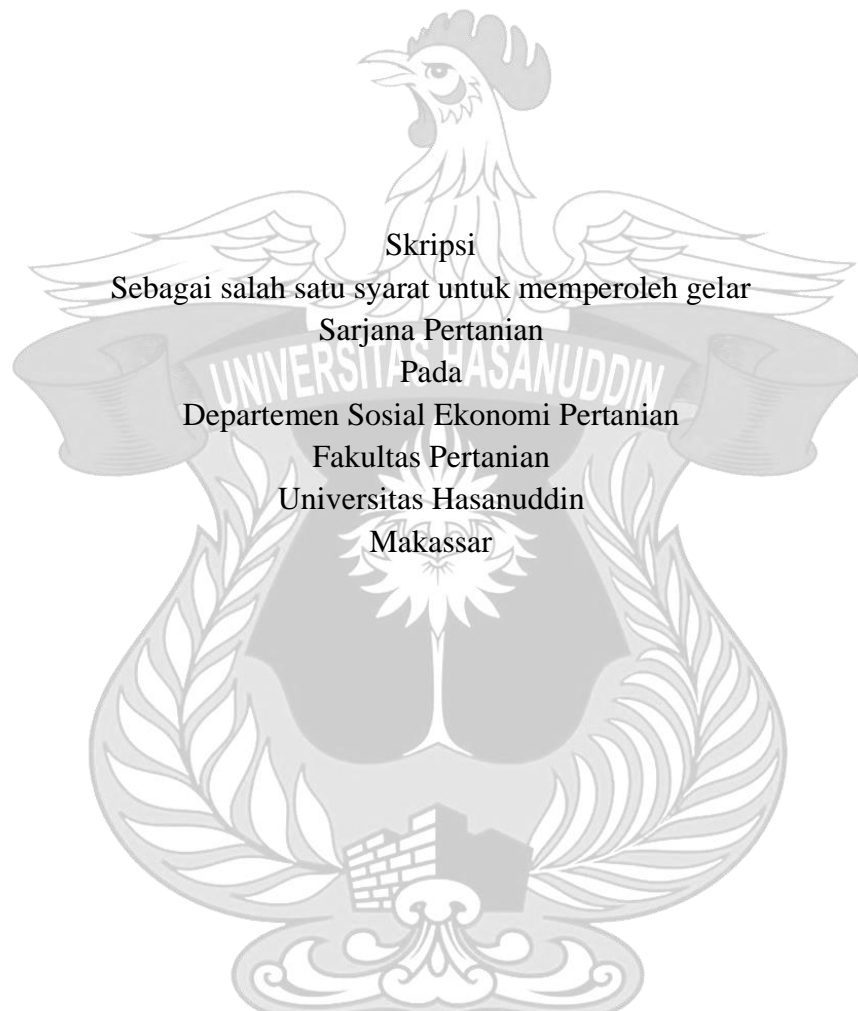 Skripsi
Sebagai salah satu syarat untuk memperoleh gelar
Sarjana Pertanian
UNIVERSITAS HASANUDDIN
Pada
Departemen Sosial Ekonomi Pertanian
Fakultas Pertanian
Universitas Hasanuddin
Makassar